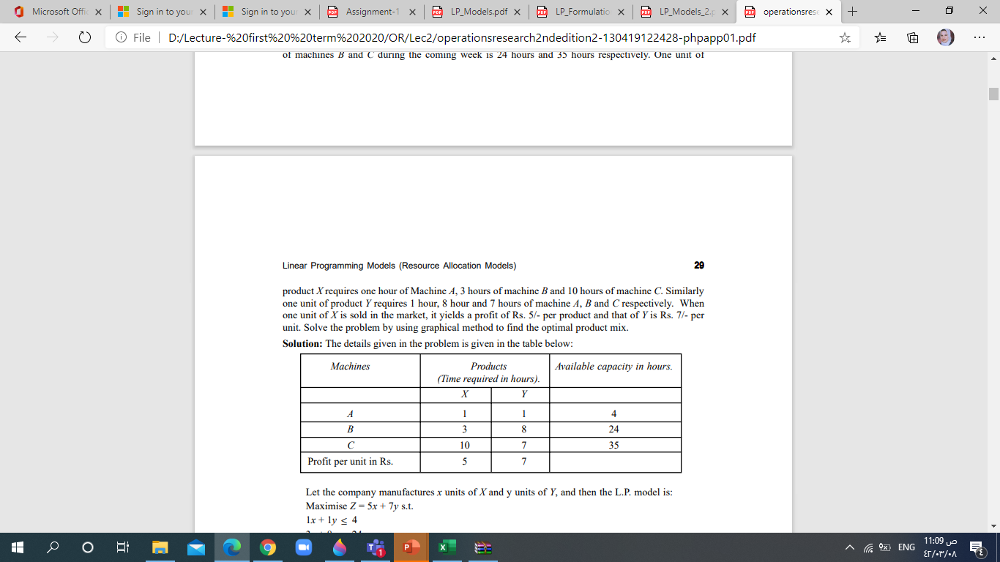 Microsoft Offi
Sign in to your
Sign in to your
Assignment-1
LP_Models.pdf
LP_Formulatio
LP_Models_2.p
operationsrese
File
D:/Lecture-%20first%20%20term%202020/OR/Lec2/operationsresearch2ndedition2-130419122428-phpapp01.pdf
of machines B and C during the coming week is 24 hours and 35 hours respectively. One unit of
Linear Programming Models (Resource Allocation Models) 29
product X requires one hour of Machine A, 3 hours of machine B and 10 hours of machine C. Similarly
one unit of product Y requires 1 hour, 8 hour and 7 hours of machine A, B and C respectively. When
one unit of X is sold in the market, it yields a profit of Rs. 5/- per product and that of Y is Rs. 7/- per
unit. Solve the problem by using graphical method to find the optimal product mix.
Solution: The details given in the problem is given in the table below:
Machines Products Available capacity in hours.
(Time required in hours).
X Y
A 1 1 4
B 3 8 24
C 10 7 35
Profit per unit in Rs. 5 7
Let the company manufactures x units of X and y units of Y, and then the L.P. model is:
Maximise Z = 5x + 7y s.t.
1x + 1y ≤ 4
ENG
11:09 ص
٤٢/٠٣/٠٨